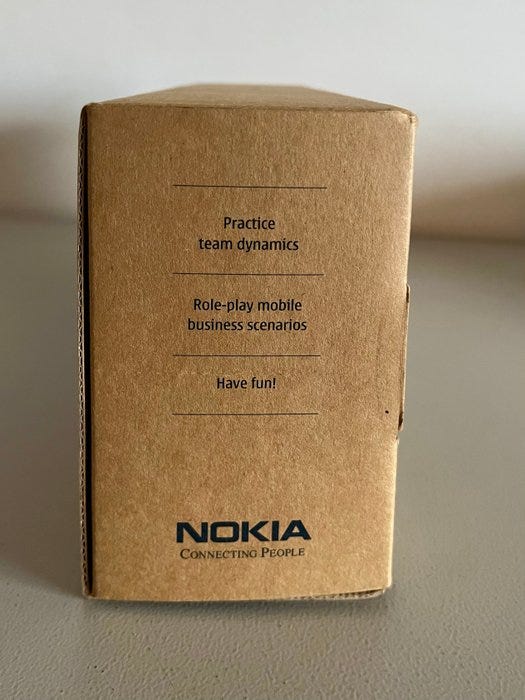 Practice
team dynamics
Role-play mobile
business scenarios
Have fun!
NOKIA
CONNECTING PEOPLE